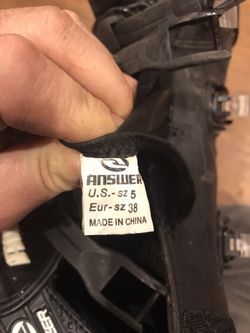 ANSWER
U.S.-sz 5
Eur-sz 38
MADE IN CHINA